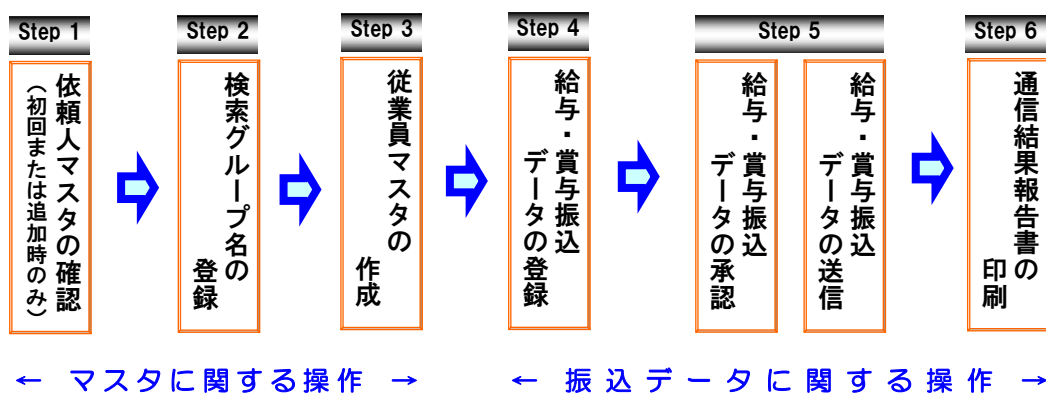 Step 1
Step 2
Step 3
Step 4
Step 5
Step 6
依頼人マスタの確認
（初回または追加時のみ）
検索グループ名の
登録
従業員マスタの
作成
給与・賞与振込
データの登録
給与・賞与振込
データの承認
給与・賞与振込
データの送信
通信結果報告書の
印刷
← マスタに関する操作 →
← 振込データに関する操作 →